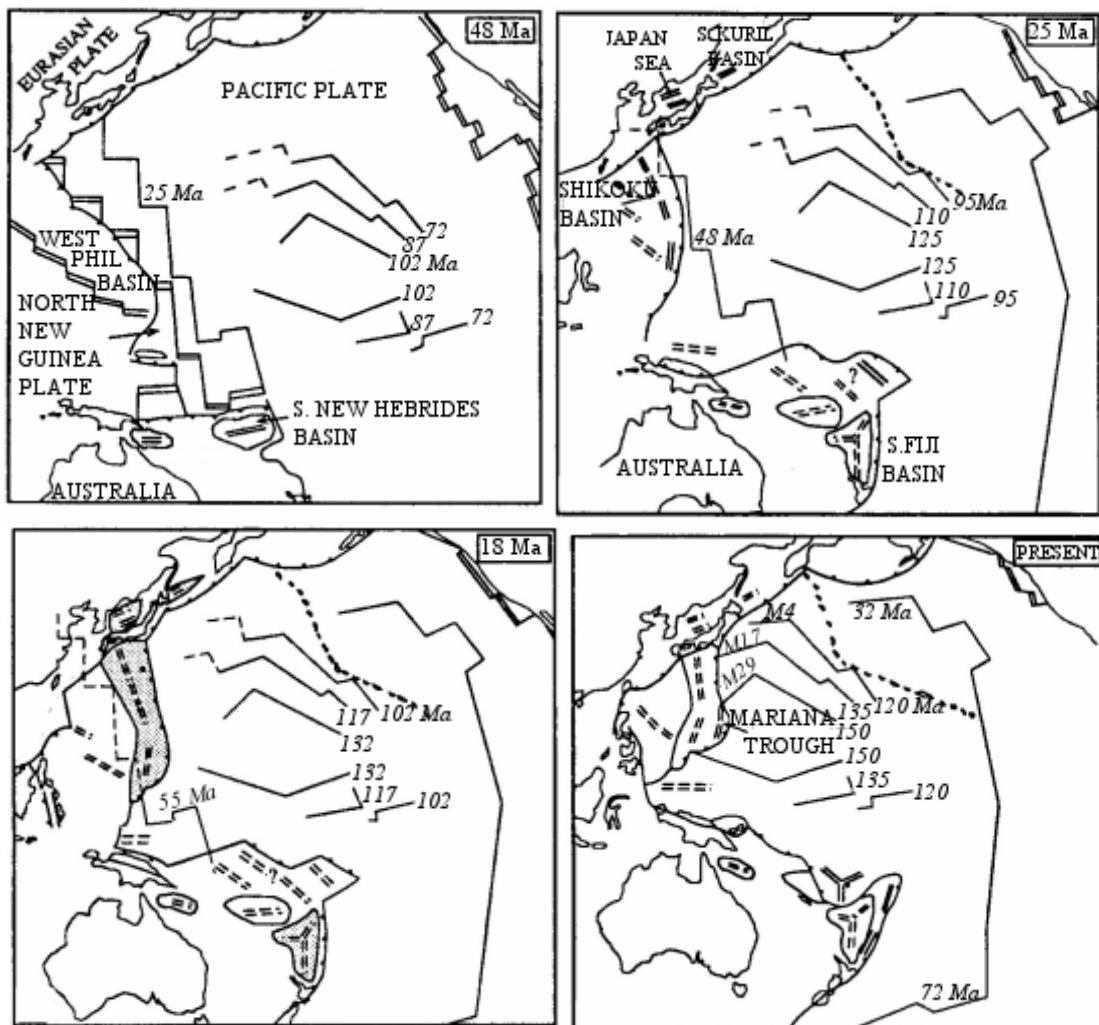 48 Ma
EURASIAN
PLATE
PACIFIC PLATE
25 Ma
72
87
102 Ma
102
87
72
WEST
PHIL
BASIN
NORTH
NEW
GUINEA
PLATE
S. NEW HEBRIDES
BASIN
AUSTRALIA
25 Ma
JAPAN
SEA
SCKURIL
BASIN
SHIKOKU
BASIN
48 Ma
95Ma
110
125
125
110
95
?
S.FIJI
BASIN
AUSTRALIA
18 Ma
102 Ma
117
132
132
117
102
55 Ma
?
PRESENT
M4
32 Ma
M17
M29
MARIANA
TROUGH
120 Ma
135
150
150
135
120
72 Ma